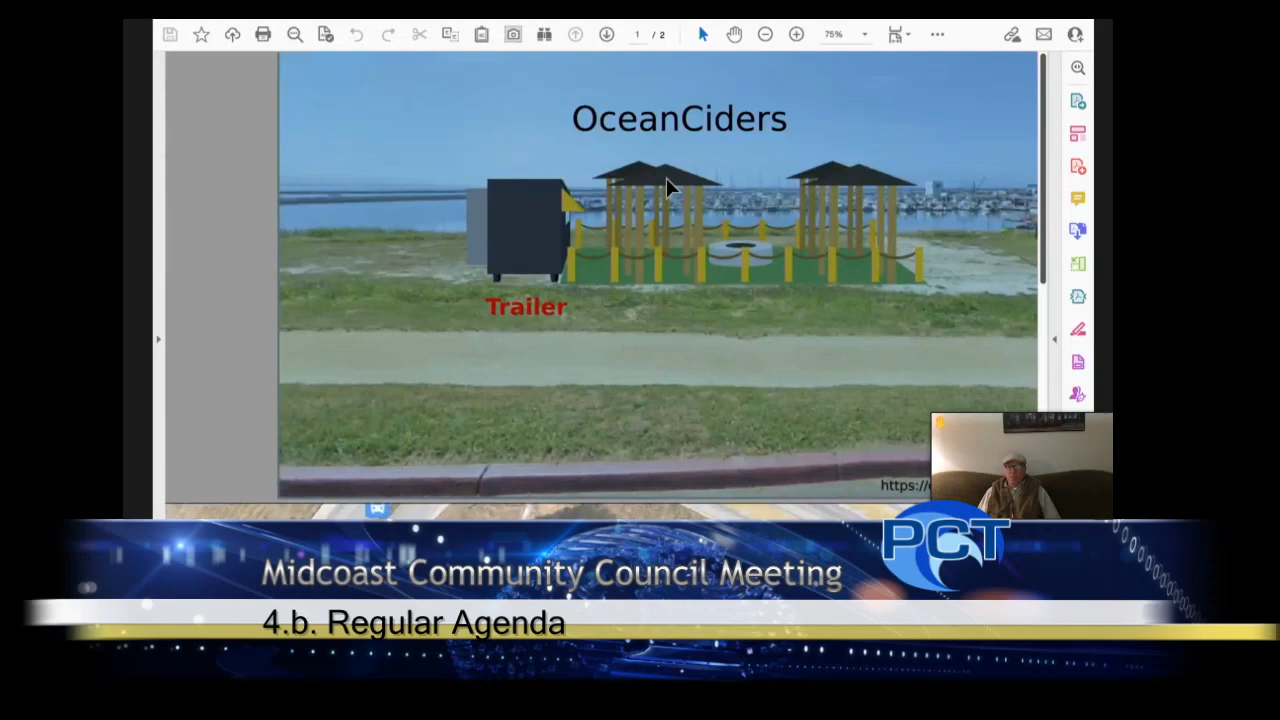 1 / 2
75%
OceanCiders
Trailer
https://
PCT
Midcoast Community Council Meeting
4.b. Regular Agenda